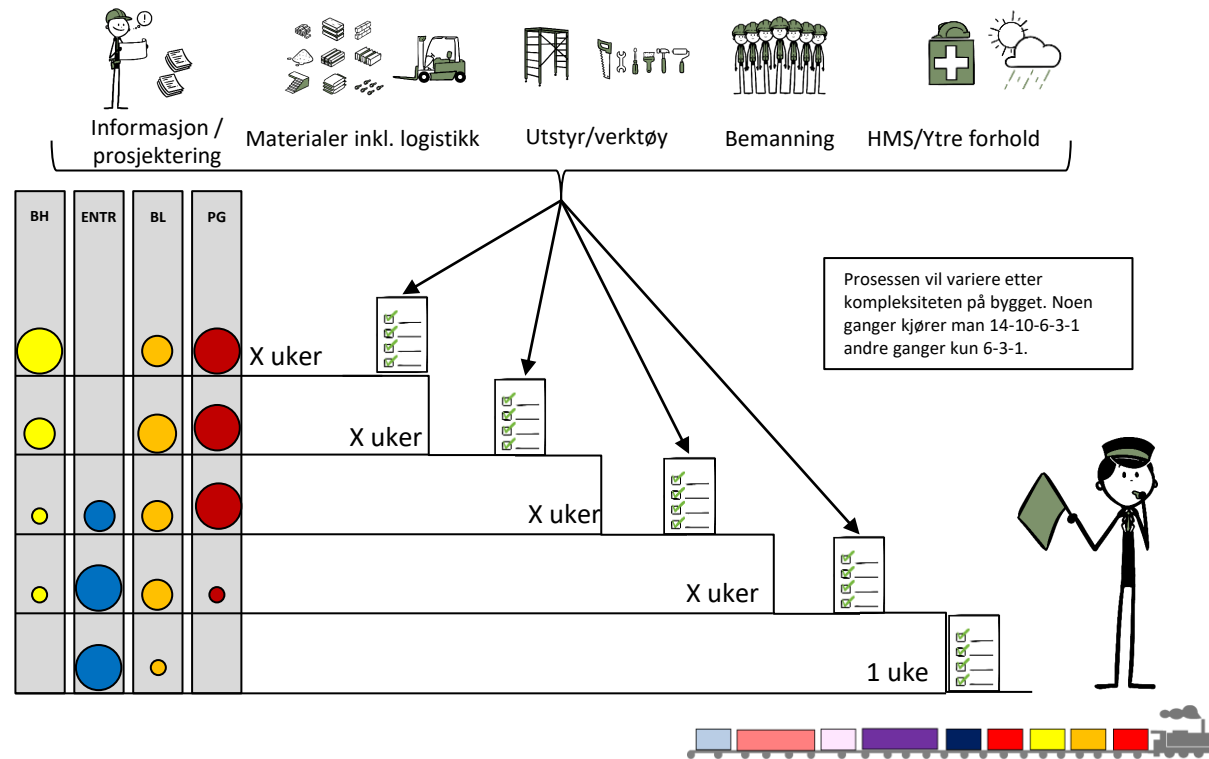 Informasjon /
prosjektering
Materialer inkl. logistikk
Utstyr/verktøy
Bemanning
HMS/Ytre forhold
BH
ENTR
BL
PG
Prosessen vil variere etter
kompleksiteten på bygget. Noen
ganger kjører man 14-10-6-3-1
andre ganger kun 6-3-1.
X uker
X uker
X uker
X uker
1 uke